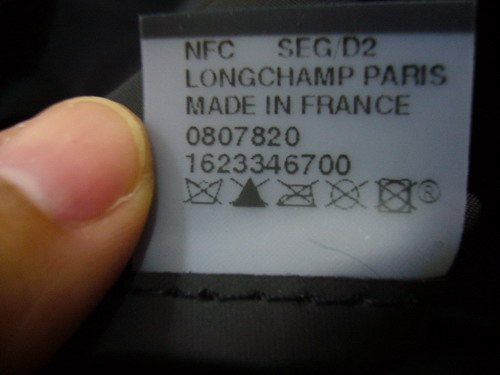 NFC SEG/D2
LONGCHAMP PARIS
MADE IN FRANCE
0807820
1623346700
®